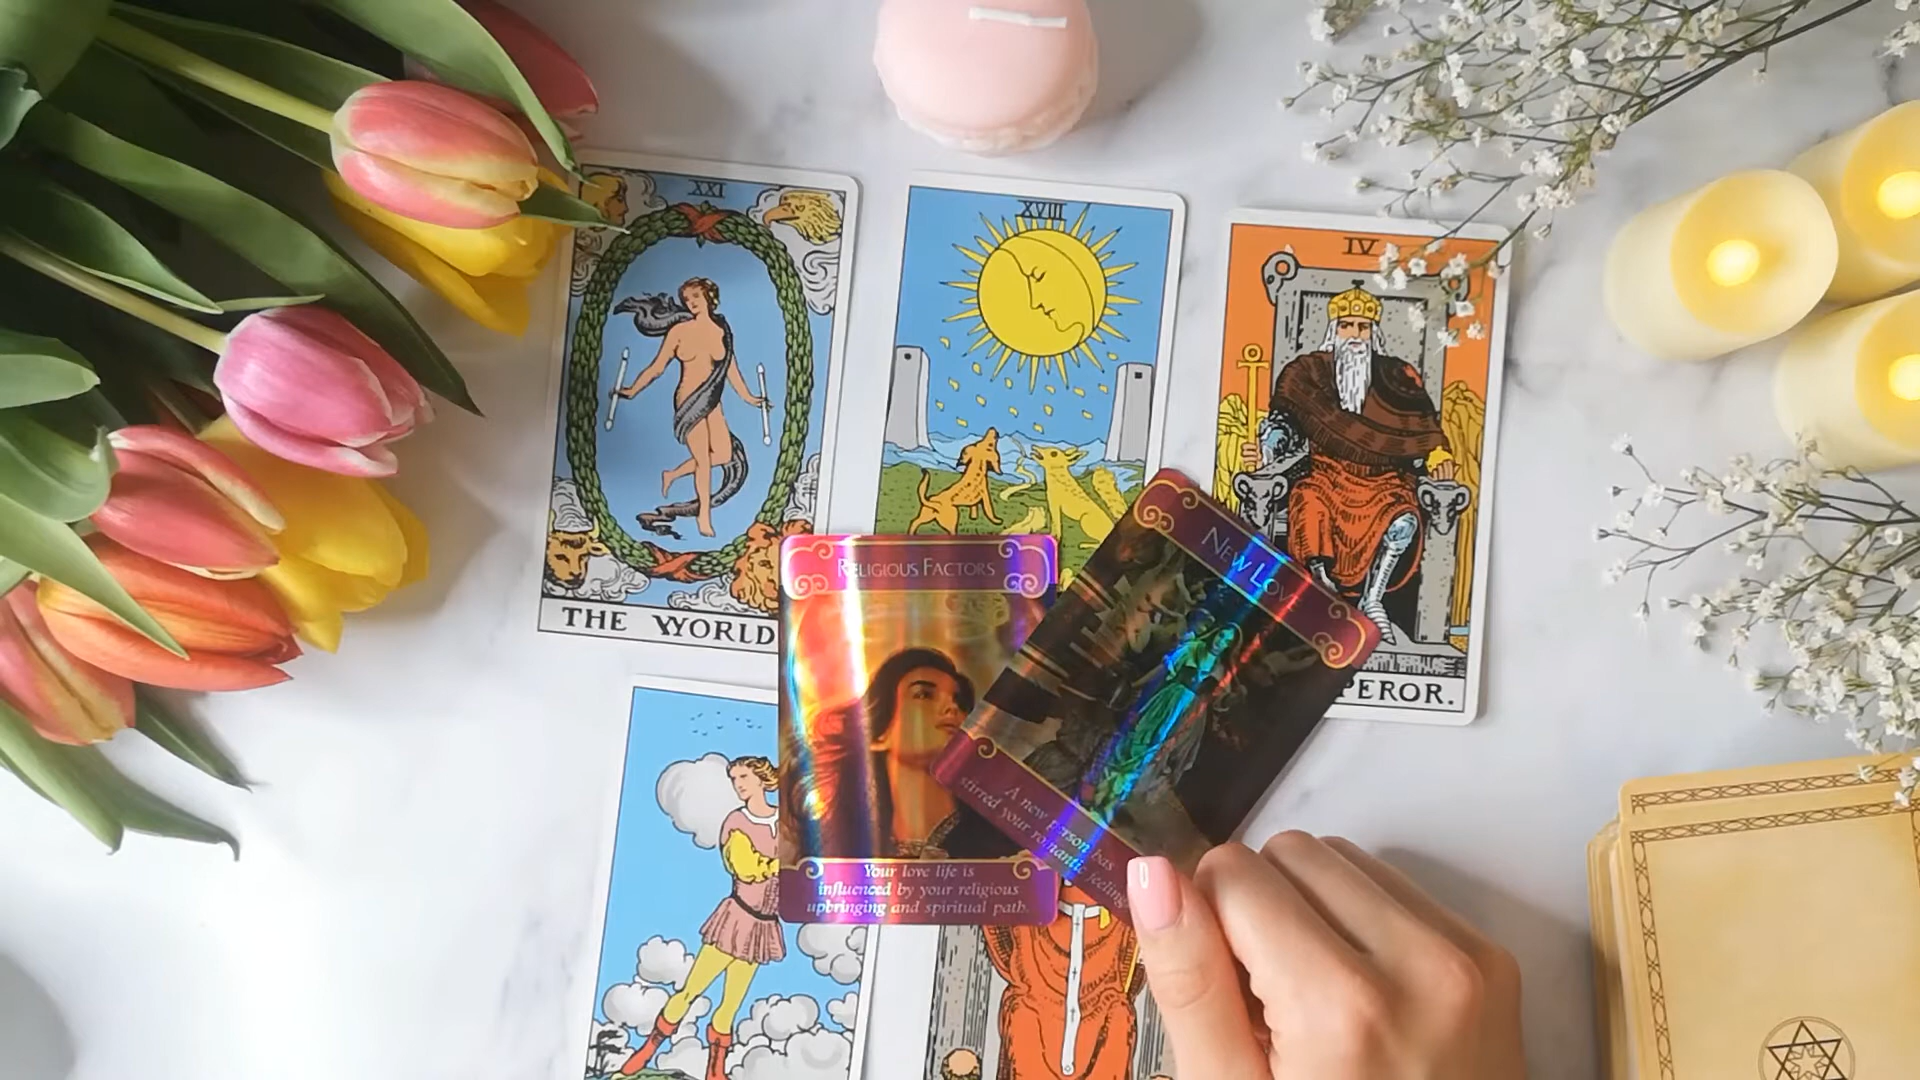 XXI
XVIII
IV
THE WORLD
PEROR.
RELIGIOUS FACTORS
Your love life is
influenced by your religious
upbringing and spiritual path.
NEW LOVE
A new person has
stirred your romantic feelings